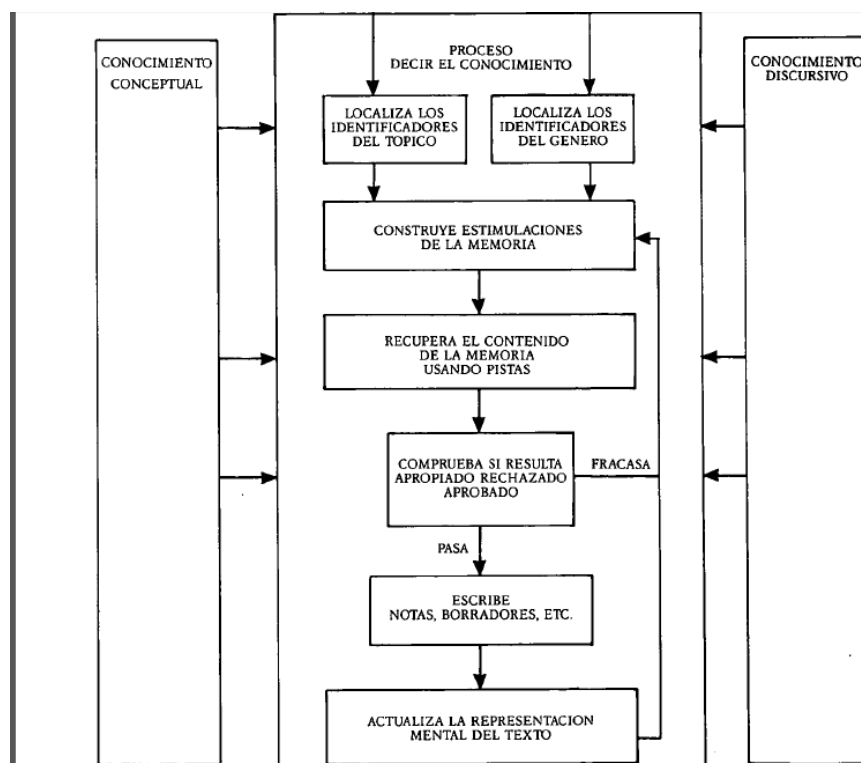 CONOCIMIENTO
CONCEPTUAL
PROCESO
DECIR EL CONOCIMIENTO
CONOCIMIENTO
DISCURSIVO
LOCALIZA LOS
IDENTIFICADORES
DEL TOPICO
LOCALIZA LOS
IDENTIFICADORES
DEL GENERO
CONSTRUYE ESTIMULACIONES
DE LA MEMORIA
RECUPERA EL CONTENIDO
DE LA MEMORIA
USANDO PISTAS
COMPRUEBA SI RESULTA
APROPIADO RECHAZADO
APROBADO
FRACASA
PASA
ESCRIBE
NOTAS, BORRADORES, ETC.
ACTUALIZA LA REPRESENTACION
MENTAL DEL TEXTO